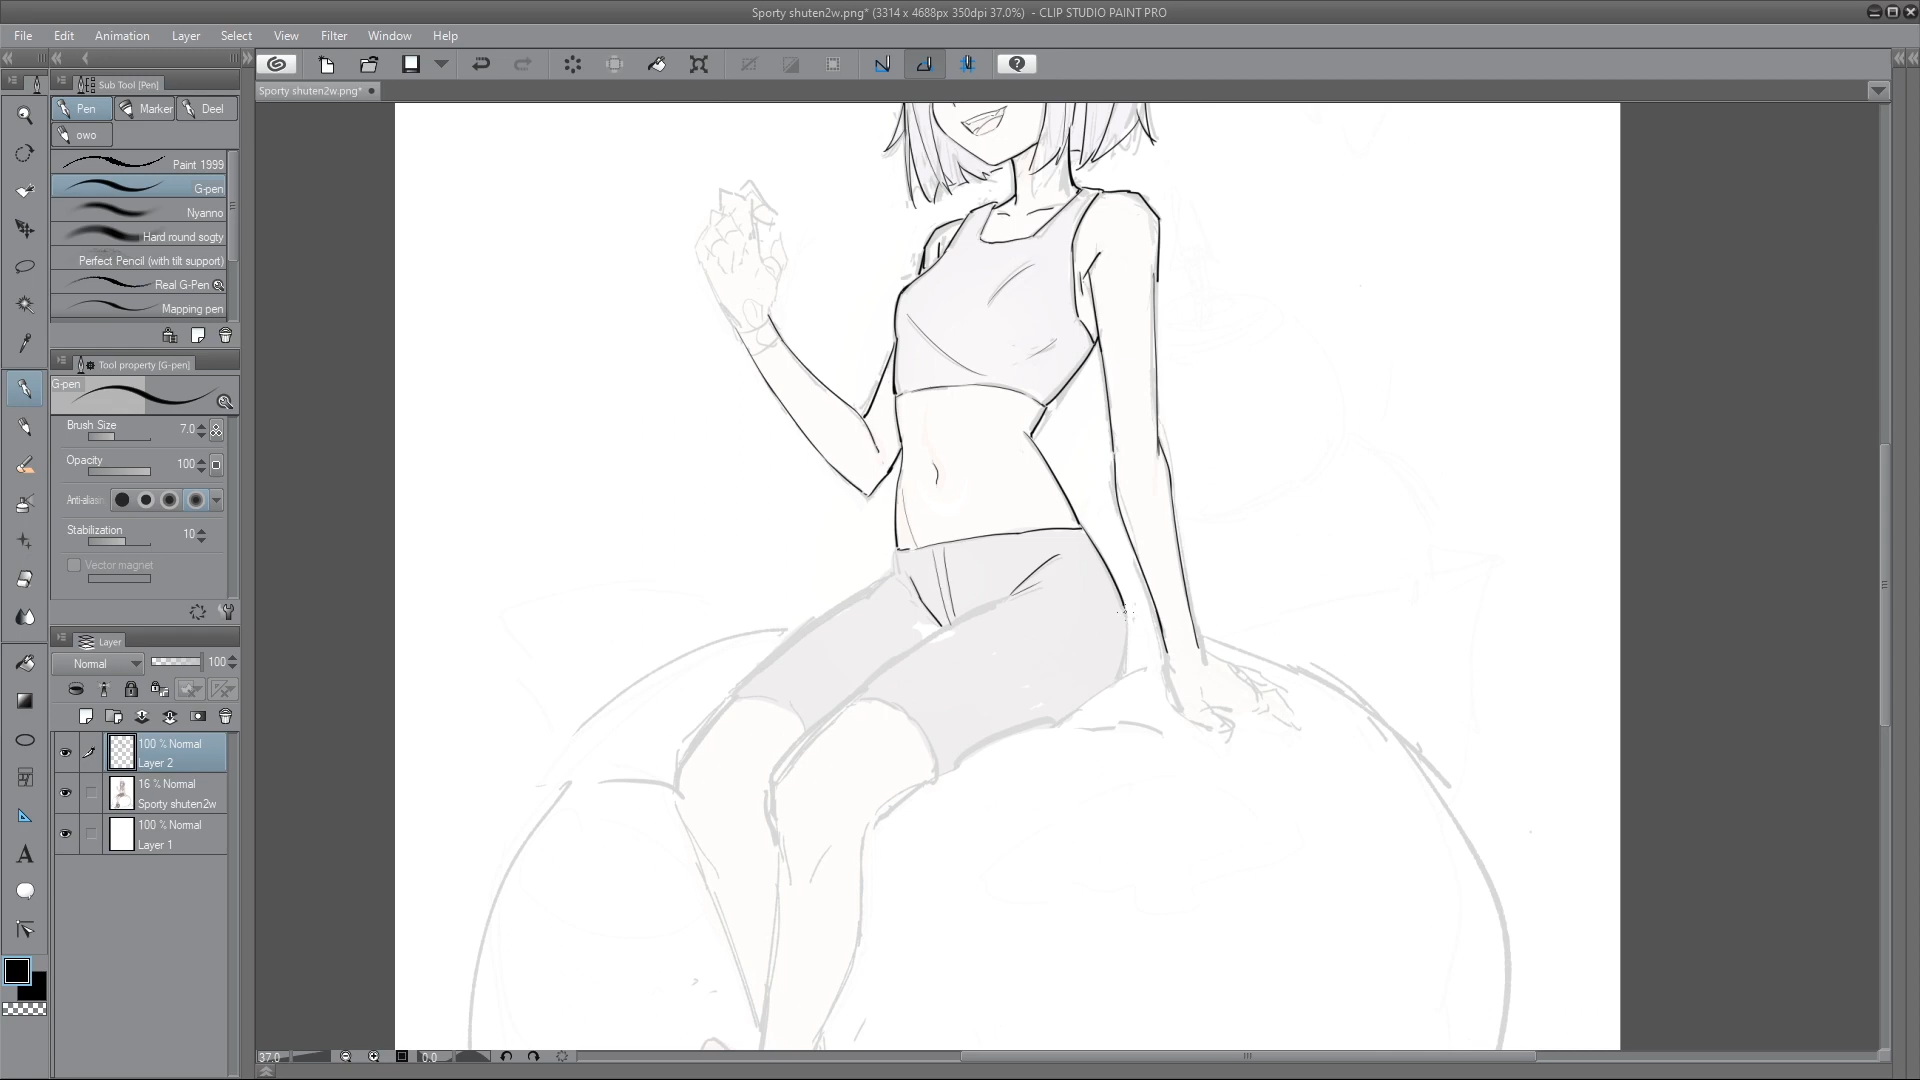 Sporty shuten2w.png* (3314 x 4688px 350dpi 37.0%) - CLIP STUDIO PAINT PRO
File Edit Animation Layer Select View Filter Window Help
Sub Tool [Pen]
Sporty shuten2w.png*
Pen Marker Deel
owo
Paint 1999
G-pen
Nyanno
Hard round sogty
Perfect Pencil (with tilt support)
Real G-Pen
Mapping pen
Tool property [G-pen]
G-pen
Brush Size 7.0
Opacity 100
Anti-aliasin
Stabilization 10
Vector magnet
Layer
Normal 100
100 % Normal
Layer 2
16 % Normal
Sporty shuten2w
100 % Normal
Layer 1
37.0 0.0